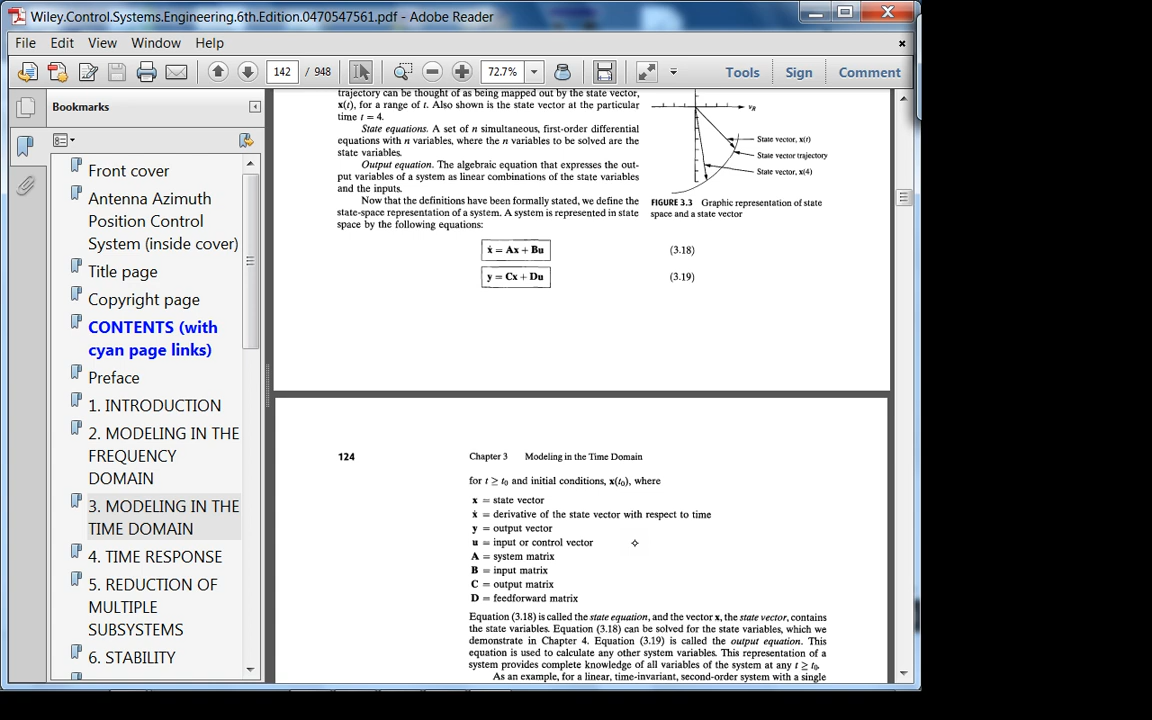 Wiley.Control.Systems.Engineering.6th.Edition.0470547561.pdf - Adobe Reader
File Edit View Window Help
142 / 948 72.7% Tools Sign Comment
Bookmarks
Front cover
Antenna Azimuth
Position Control
System (inside cover)
Title page
Copyright page
CONTENTS (with
cyan page links)
Preface
1. INTRODUCTION
2. MODELING IN THE
FREQUENCY
DOMAIN
3. MODELING IN THE
TIME DOMAIN
4. TIME RESPONSE
5. REDUCTION OF
MULTIPLE
SUBSYSTEMS
6. STABILITY
trajectory can be thought of as being mapped out by the state vector,
x(t), for a range of t. Also shown is the state vector at the particular
time t = 4.
State equations. A set of n simultaneous, first-order differential
equations with n variables, where the n variables to be solved are the
state variables.
Output equation. The algebraic equation that expresses the out-
put variables of a system as linear combinations of the state variables
and the inputs.
Now that the definitions have been formally stated, we define the
state-space representation of a system. A system is represented in state
space by the following equations:
vR
State vector, x(t)
State vector trajectory
State vector, x(4)
FIGURE 3.3 Graphic representation of state
space and a state vector
ẋ = Ax + Bu (3.18)
y = Cx + Du (3.19)
124 Chapter 3 Modeling in the Time Domain
for t ≥ t0 and initial conditions, x(t0), where
x = state vector
ẋ = derivative of the state vector with respect to time
y = output vector
u = input or control vector
A = system matrix
B = input matrix
C = output matrix
D = feedforward matrix
Equation (3.18) is called the state equation, and the vector x, the state vector, contains
the state variables. Equation (3.18) can be solved for the state variables, which we
demonstrate in Chapter 4. Equation (3.19) is called the output equation. This
equation is used to calculate any other system variables. This representation of a
system provides complete knowledge of all variables of the system at any t ≥ t0.
As an example, for a linear, time-invariant, second-order system with a single